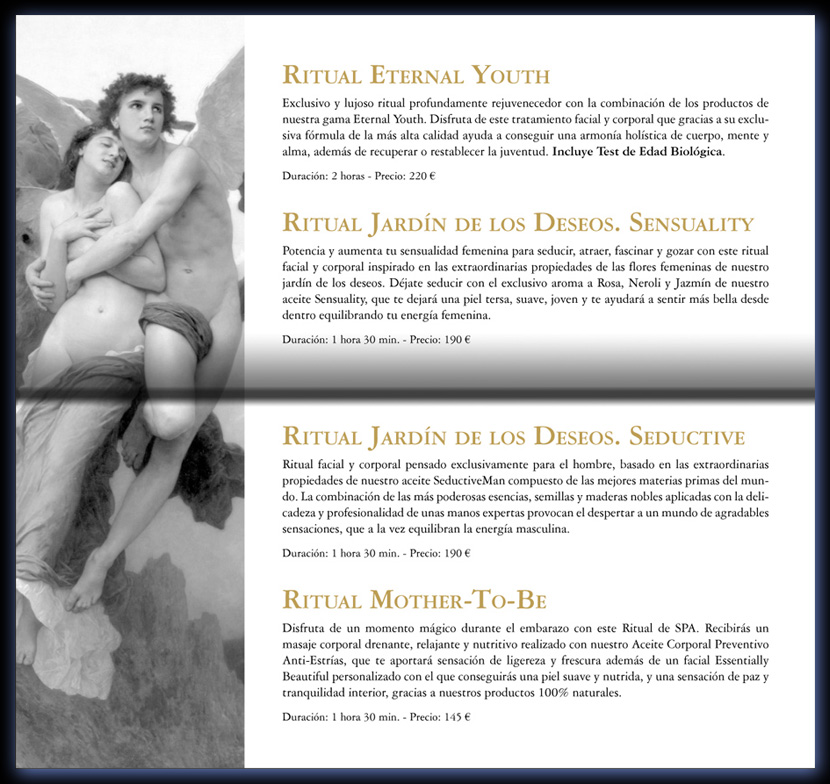 Ritual Eternal Youth
Exclusivo y lujoso ritual profundamente rejuvenecedor con la combinación de los productos de
nuestra gama Eternal Youth. Disfruta de este tratamiento facial y corporal que gracias a su exclu-
siva fórmula de la más alta calidad ayuda a conseguir una armonía holística de cuerpo, mente y
alma, además de recuperar o restablecer la juventud. Incluye Test de Edad Biológica.
Duración: 2 horas - Precio: 220 €
Ritual Jardín de los Deseos. Sensuality
Potencia y aumenta tu sensualidad femenina para seducir, atraer, fascinar y gozar con este ritual
facial y corporal inspirado en las extraordinarias propiedades de las flores femeninas de nuestro
jardín de los deseos. Déjate seducir con el exclusivo aroma a Rosa, Neroli y Jazmín de nuestro
aceite Sensuality, que te dejará una piel tersa, suave, joven y te ayudará a sentir más bella desde
dentro equilibrando tu energía femenina.
Duración: 1 hora 30 min. - Precio: 190 €
Ritual Jardín de los Deseos. Seductive
Ritual facial y corporal pensado exclusivamente para el hombre, basado en las extraordinarias
propiedades de nuestro aceite SeductiveMan compuesto de las mejores materias primas del mun-
do. La combinación de las más poderosas esencias, semillas y maderas nobles aplicadas con la deli-
cadeza y profesionalidad de unas manos expertas provocan el despertar a un mundo de agradables
sensaciones, que a la vez equilibran la energía masculina.
Duración: 1 hora 30 min. - Precio: 190 €
Ritual Mother-To-Be
Disfruta de un momento mágico durante el embarazo con este Ritual de SPA. Recibirás un
masaje corporal drenante, relajante y nutritivo realizado con nuestro Aceite Corporal Preventivo
Anti-Estrías, que te aportará sensación de ligereza y frescura además de un facial Essentially
Beautiful personalizado con el que conseguirás una piel suave y nutrida, y una sensación de paz y
tranquilidad interior, gracias a nuestros productos 100% naturales.
Duración: 1 hora 30 min. - Precio: 145 €